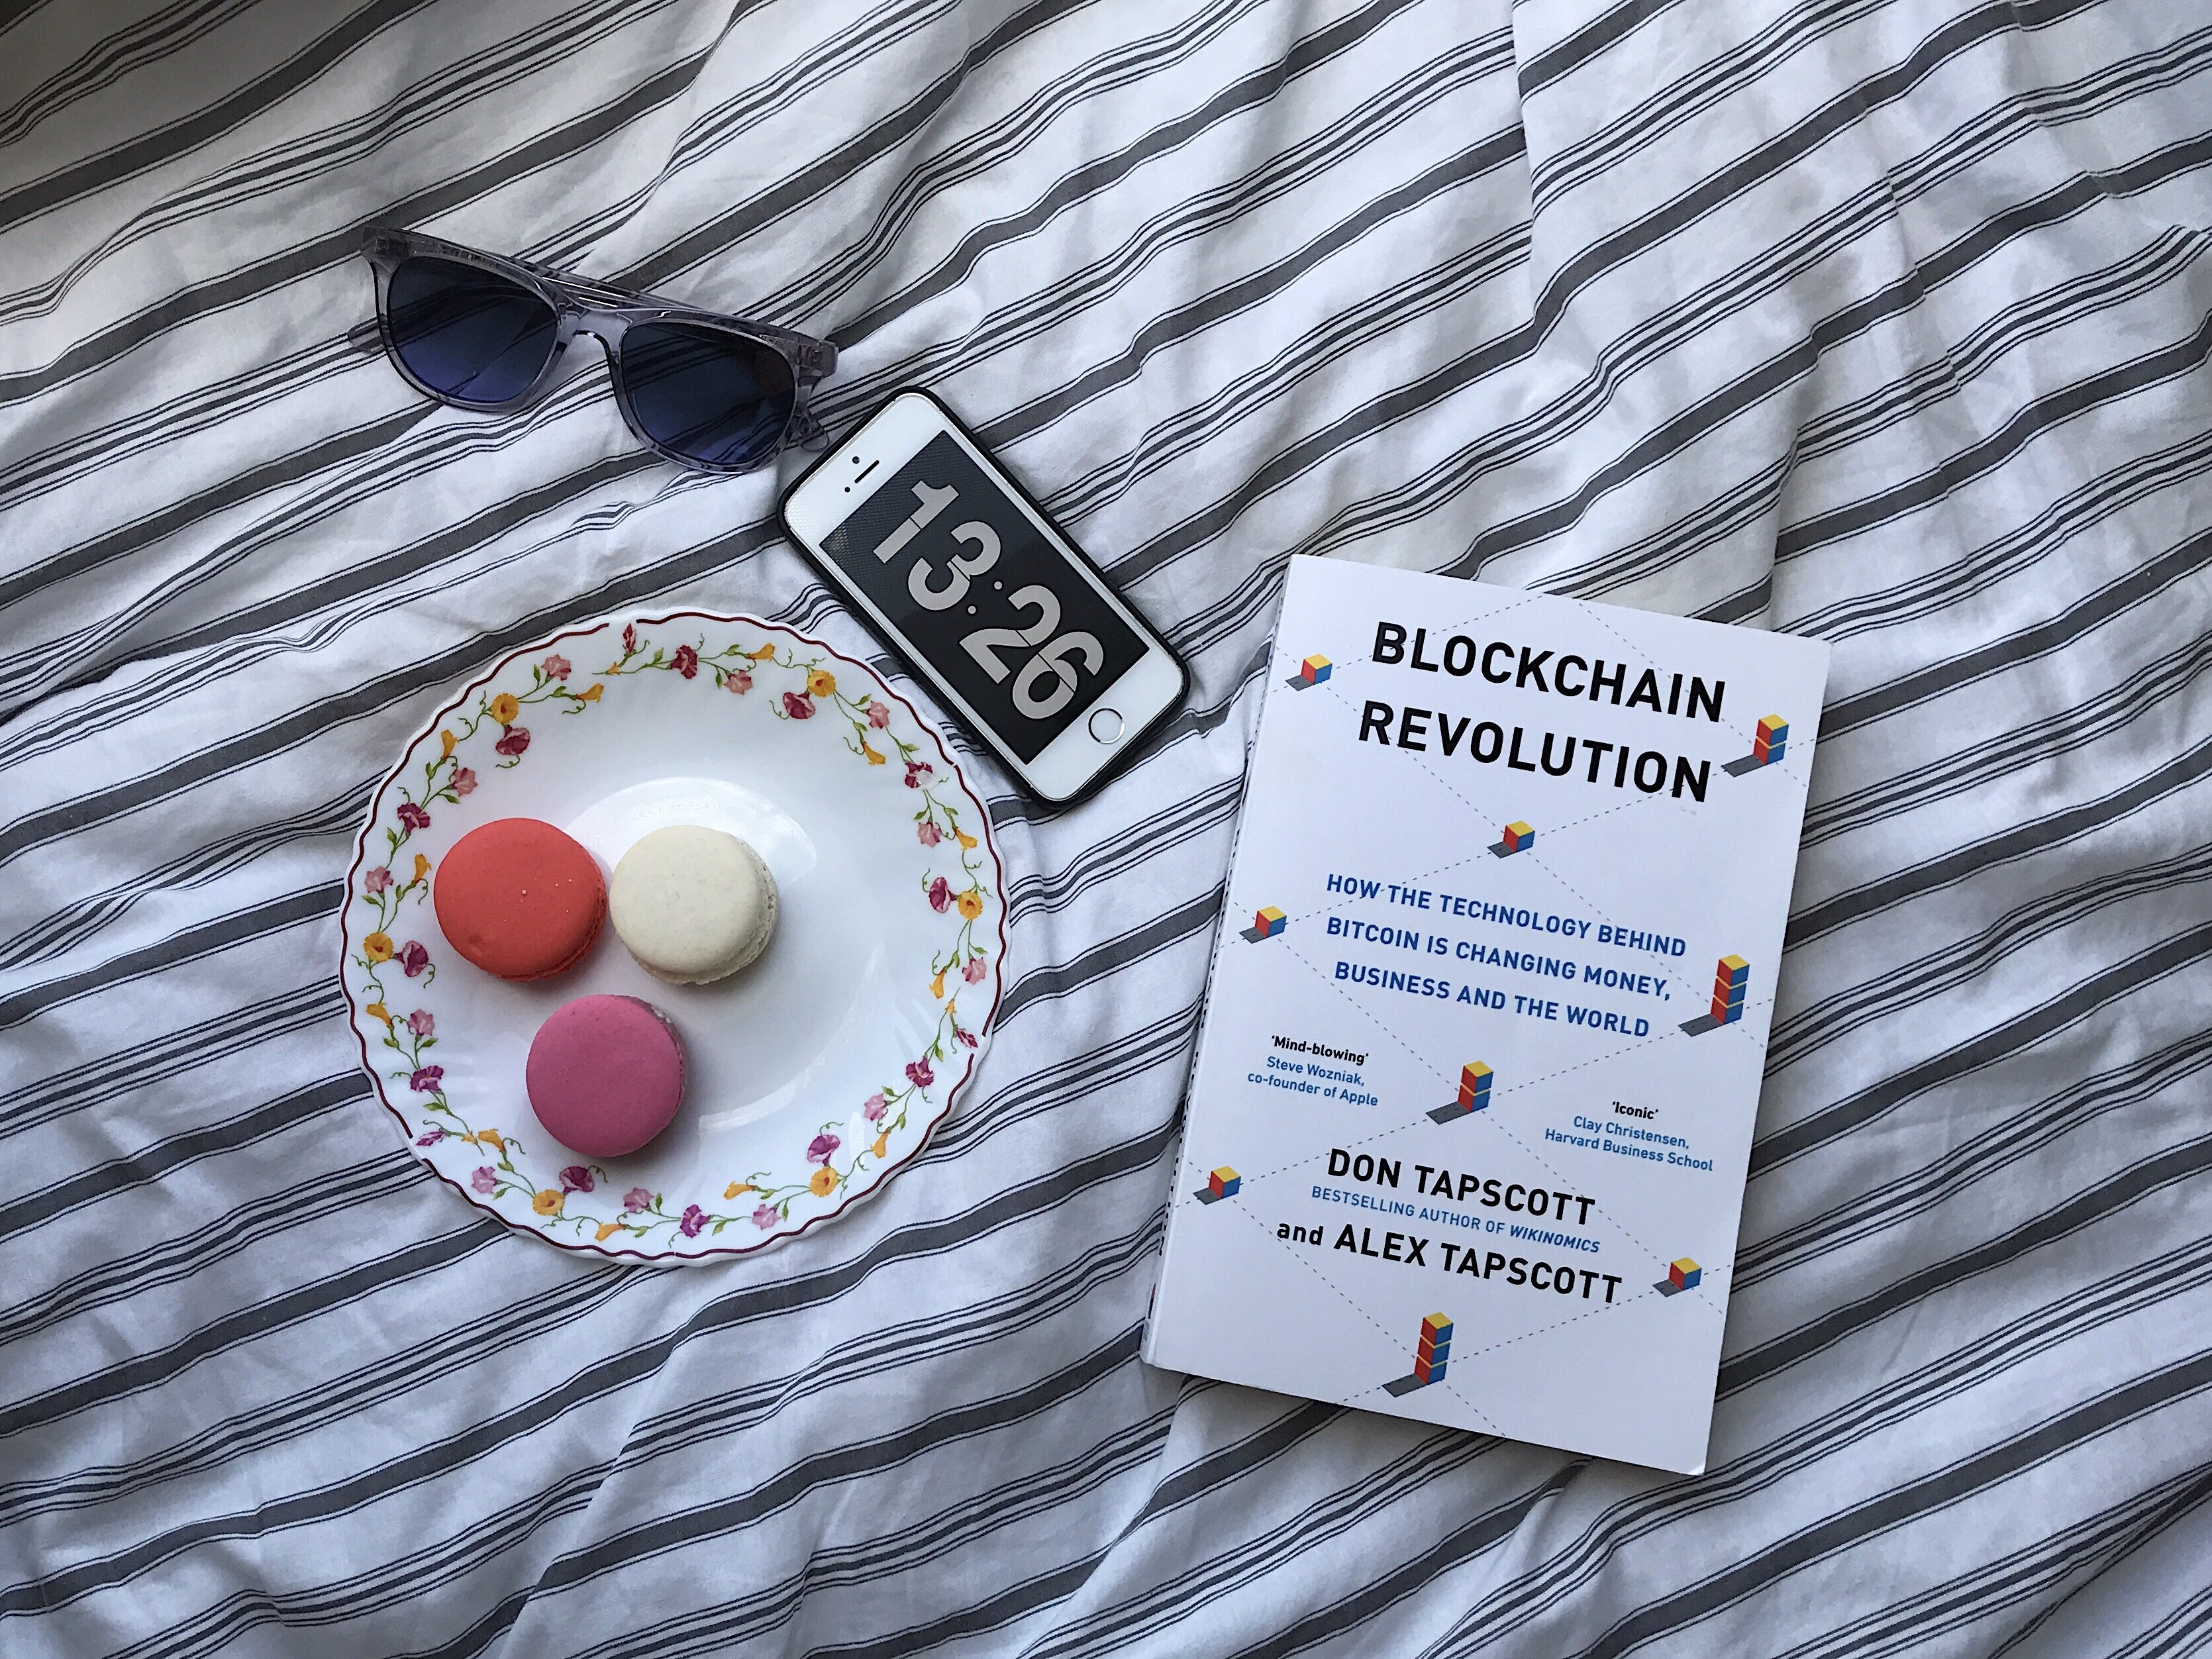 13:26
BLOCKCHAIN
REVOLUTION
HOW THE TECHNOLOGY BEHIND
BITCOIN IS CHANGING MONEY,
BUSINESS AND THE WORLD
'Mind-blowing'
Steve Wozniak,
co-founder of Apple
'Iconic'
Clay Christensen,
Harvard Business School
DON TAPSCOTT
BESTSELLING AUTHOR OF WIKINOMICS
and ALEX TAPSCOTT